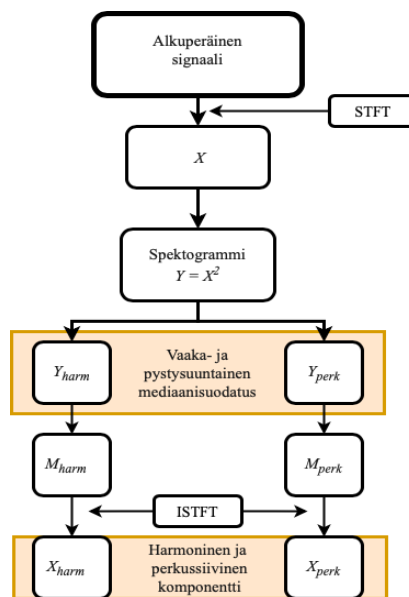 Alkuperäinen
signaali
STFT
X
Spektogrammi
Y = X²
Y_harm
Vaaka- ja
pystysuuntainen
mediaanisuodatus
Y_perk
M_harm
M_perk
ISTFT
X_harm
Harmoninen ja
perkussiivinen
komponentti
X_perk